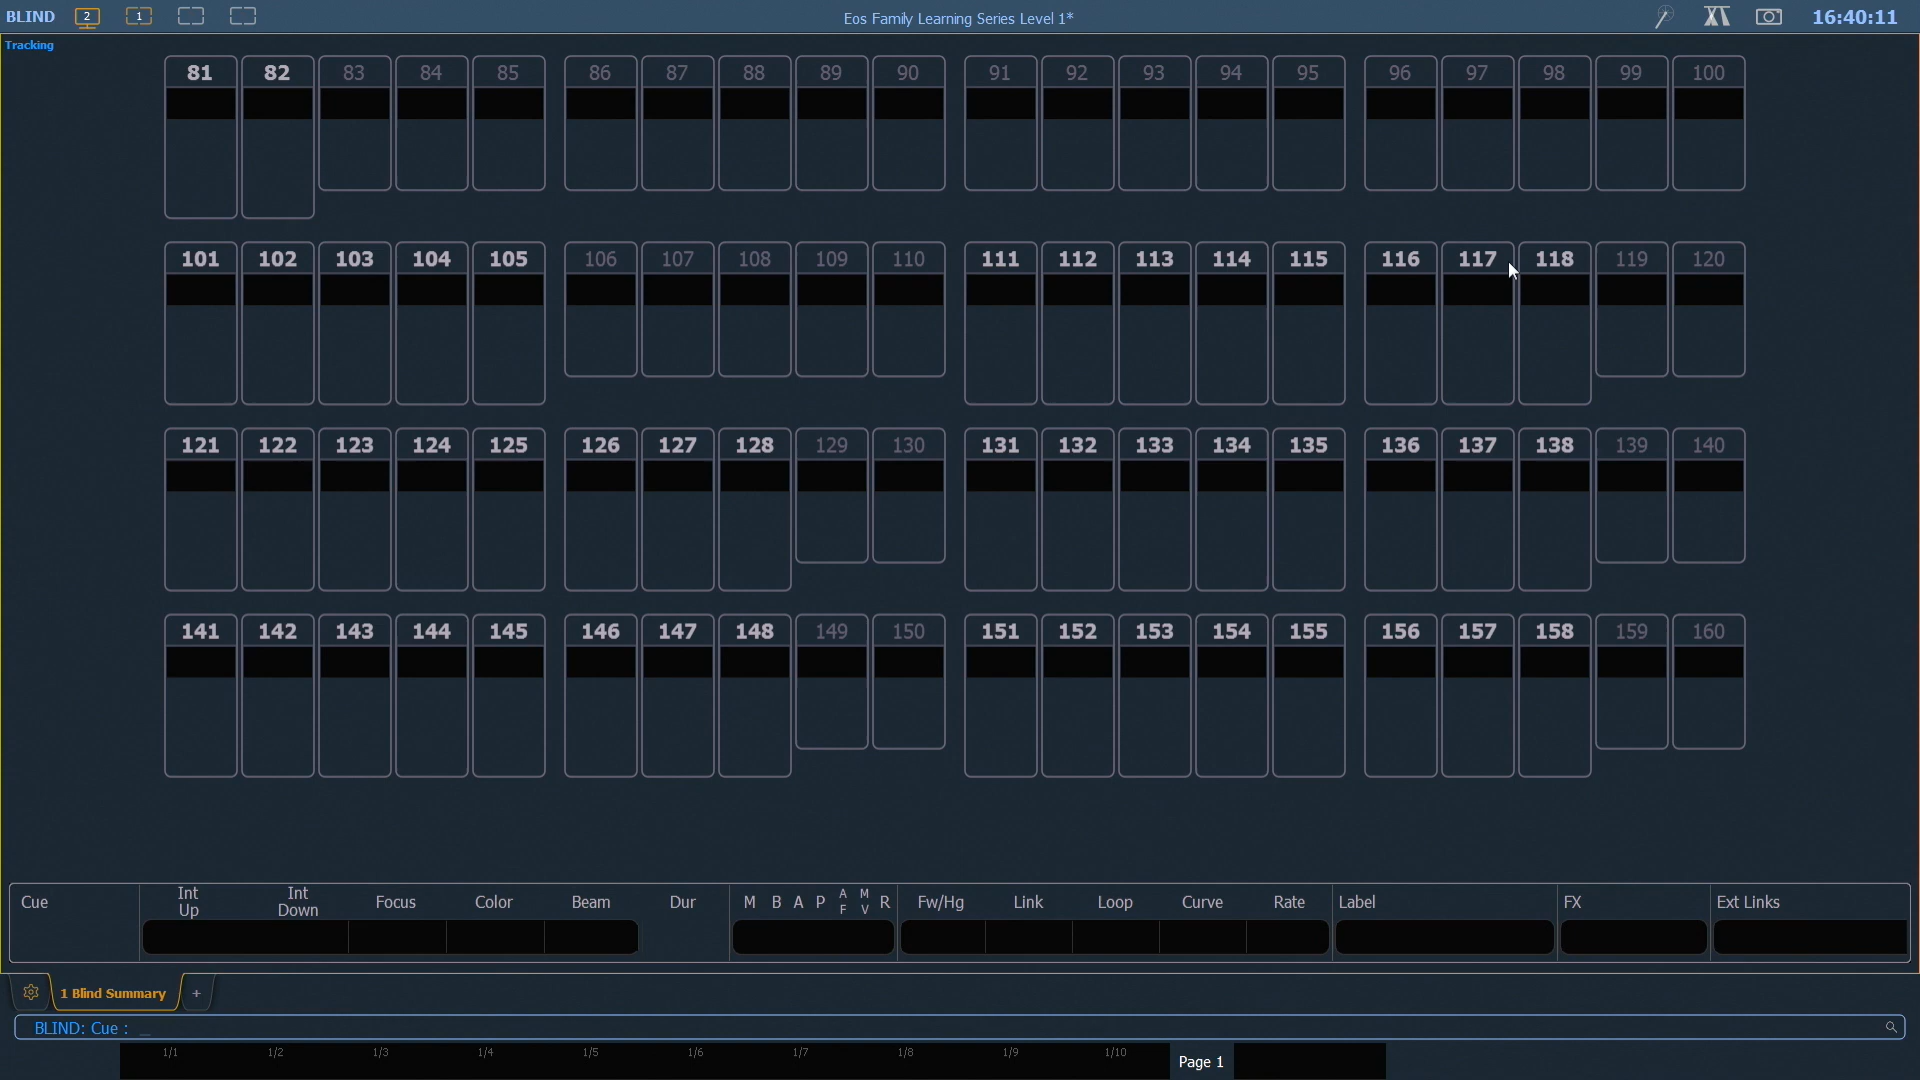 BLIND 2 1 Eos Family Learning Series Level 1* 16:40:11
Tracking
81 82 83 84 85 86 87 88 89 90 91 92 93 94 95 96 97 98 99 100
101 102 103 104 105 106 107 108 109 110 111 112 113 114 115 116 117 118 119 120
121 122 123 124 125 126 127 128 129 130 131 132 133 134 135 136 137 138 139 140
141 142 143 144 145 146 147 148 149 150 151 152 153 154 155 156 157 158 159 160
Cue Int Up Int Down Focus Color Beam Dur M B A P AF MV R Fw/Hg Link Loop Curve Rate Label FX Ext Links
1 Blind Summary +
BLIND: Cue : _
1/1 1/2 1/3 1/4 1/5 1/6 1/7 1/8 1/9 1/10 Page 1